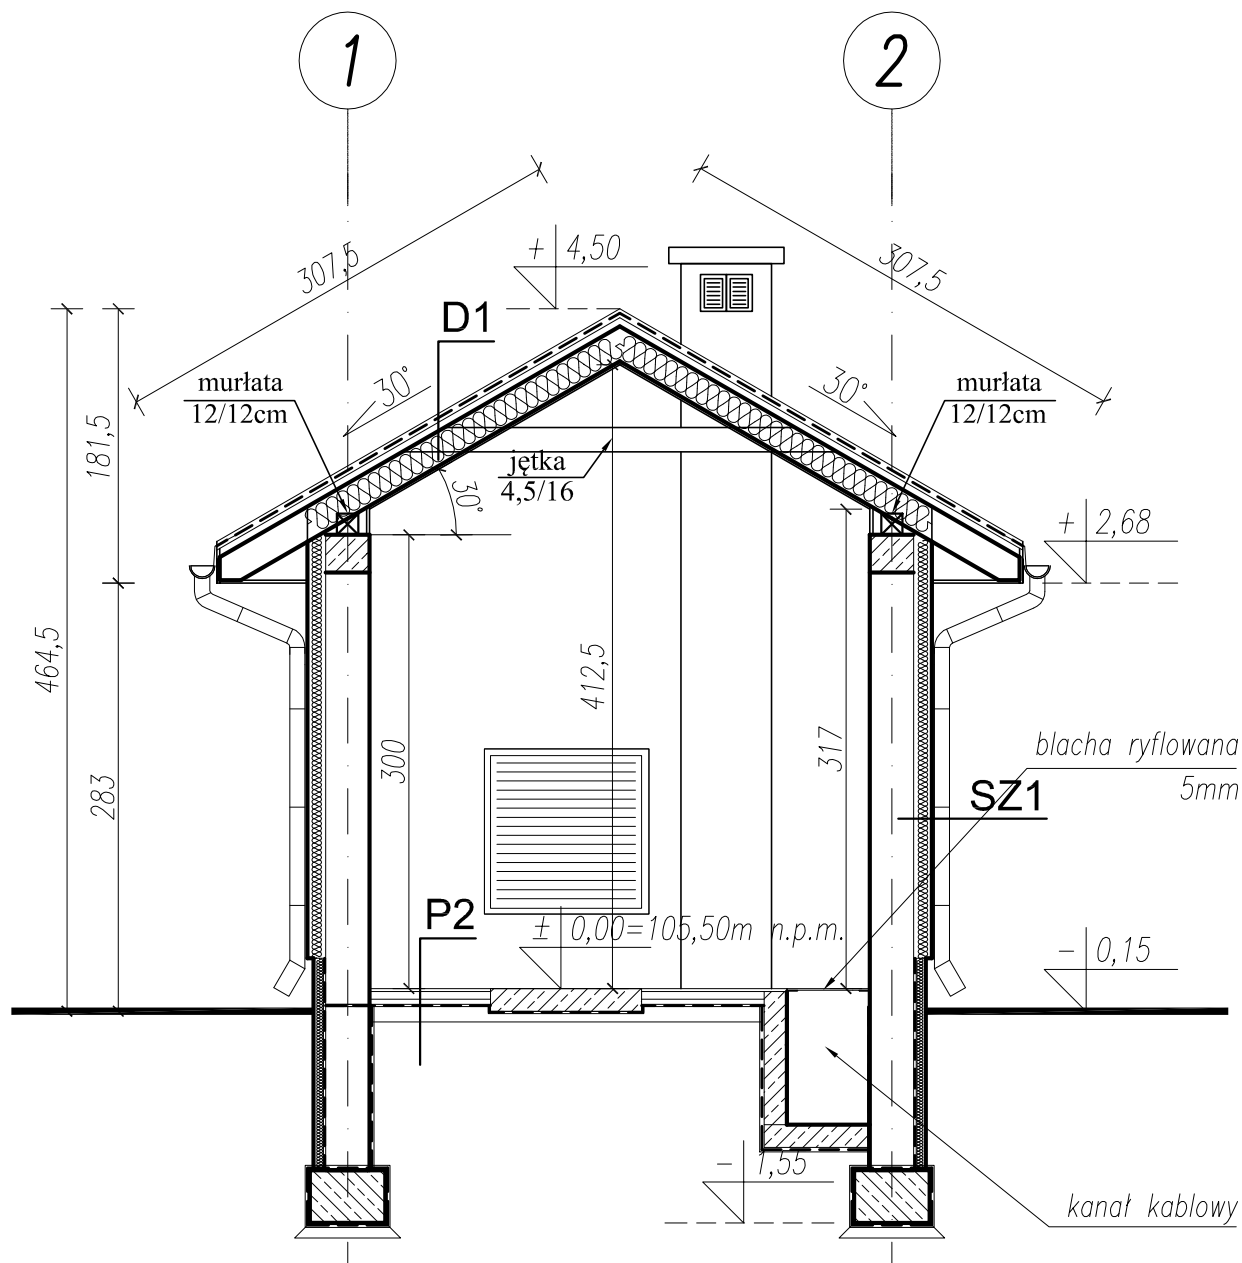 1
2
307,5
307,5
+ 4,50
D1
30°
30°
murłata
12/12cm
murłata
12/12cm
181,5
jętka
4,5/16
30°
+ 2,68
464,5
412,5
300
317
283
blacha ryflowana
5mm
SZ1
P2
± 0,00=105,50m n.p.m.
- 0,15
- 1,55
kanał kablowy